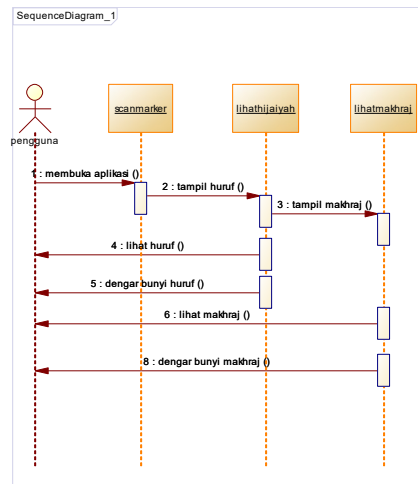 SequenceDiagram_1
scanmarker
lihathijaiyah
lihatmakhraj
pengguna
1 : membuka aplikasi ()
2 : tampil huruf ()
3 : tampil makhraj ()
4 : lihat huruf ()
5 : dengar bunyi huruf ()
6 : lihat makhraj ()
8 : dengar bunyi makhraj ()